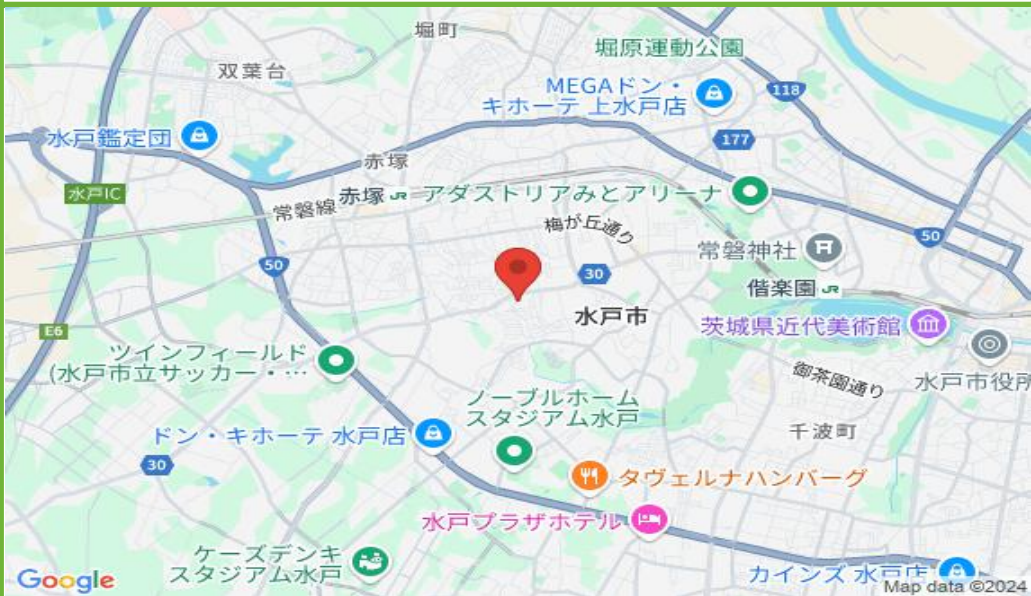 堀町
堀原運動公園
双葉台
MEGAドン・
キホーテ 上水戸店
118
水戸鑑定団
177
赤塚
水戸IC
赤塚 JR
アダストリアみとアリーナ
常磐線
梅が丘通り
50
常磐神社
50
30
偕楽園 JR
水戸市
茨城県近代美術館
E6
ツインフィールド
(水戸市立サッカー・…
御茶園通り
水戸市役所
ノーブルホーム
スタジアム水戸
千波町
ドン・キホーテ 水戸店
30
タヴェルナハンバーグ
水戸プラザホテル
ケーズデンキ
スタジアム水戸
カインズ 水戸店
Google
Map data ©2024